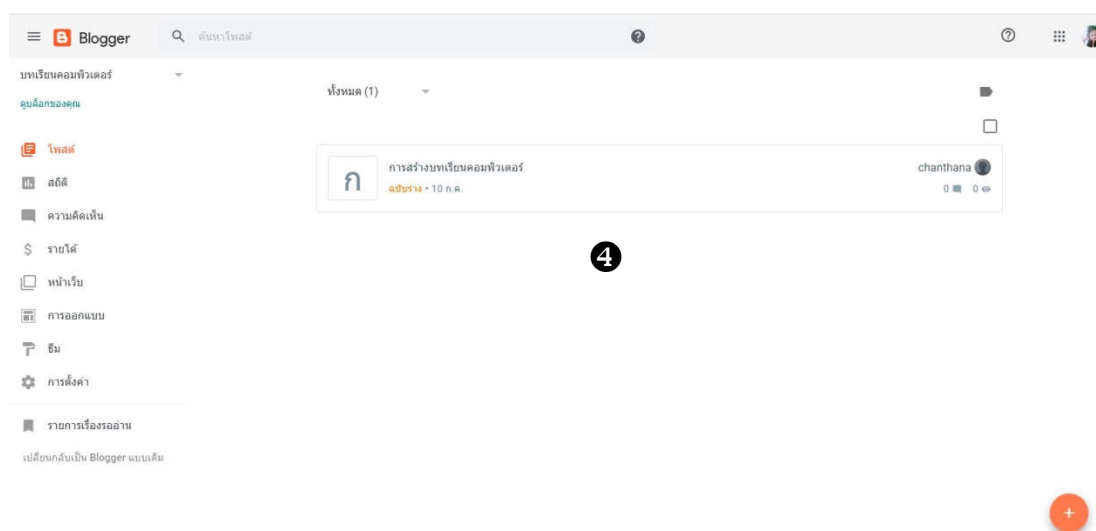 Blogger
ค้นหาโพสต์
บทเรียนคอมพิวเตอร์
ดูบล็อกของคุณ
ทั้งหมด (1)
โพสต์
สถิติ
ความคิดเห็น
$ รายได้
หน้าเว็บ
การออกแบบ
ธีม
การตั้งค่า
รายการเรื่องรออ่าน
เปลี่ยนกลับเป็น Blogger แบบเดิม
ก
การสร้างบทเรียนคอมพิวเตอร์
ฉบับร่าง • 10 ก.ค.
chanthana
0 0
4
+